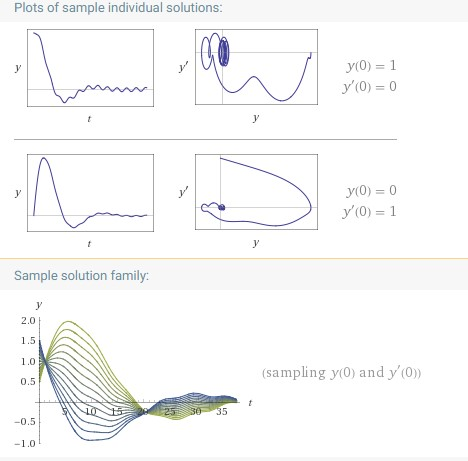 Plots of sample individual solutions:
y
y′
y(0) = 1
y′(0) = 0
t
y
y
y′
y(0) = 0
y′(0) = 1
t
y
Sample solution family:
y
2.0
1.5
1.0
0.5
(sampling y(0) and y′(0))
5 10 15 20 25 30 35 t
−0.5
−1.0